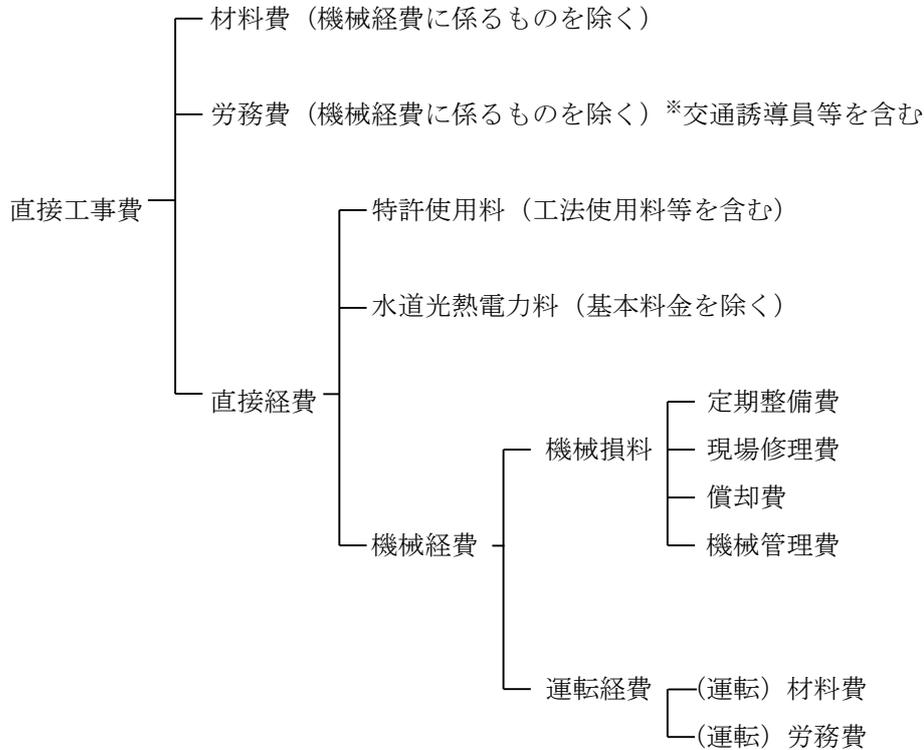 材料費（機械経費に係るものを除く）
労務費（機械経費に係るものを除く）※交通誘導員等を含む
直接工事費
特許使用料（工法使用料等を含む）
水道光熱電力料（基本料金を除く）
直接経費
定期整備費
機械損料
現場修理費
償却費
機械経費
機械管理費
運転経費
(運転）材料費
(運転）労務費